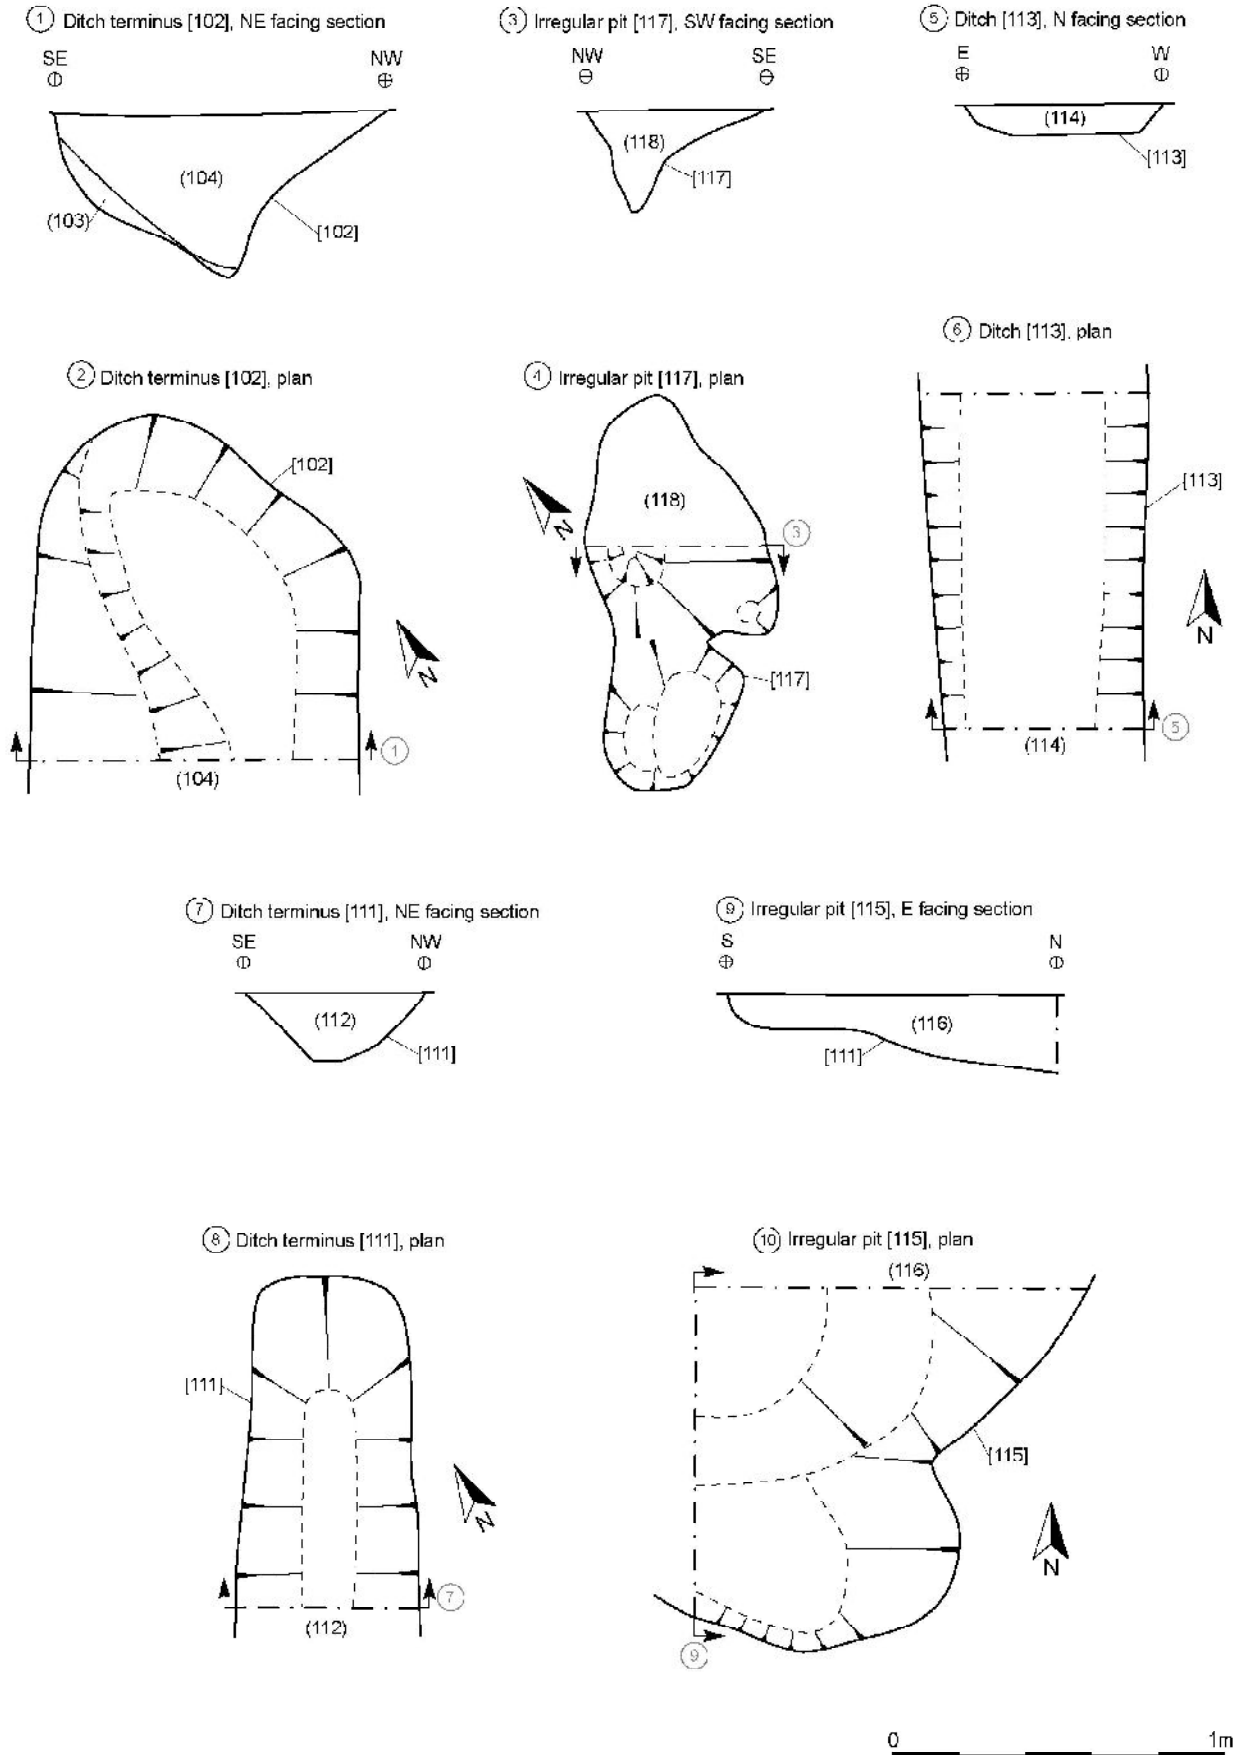 1 Ditch terminus [102], NE facing section
SE NW
(104)
(103)
[102]
3 Irregular pit [117], SW facing section
NW SE
(118)
[117]
5 Ditch [113], N facing section
E W
(114)
[113]
2 Ditch terminus [102], plan
[102]
N
1
(104)
4 Irregular pit [117], plan
(118)
N
3
[117]
6 Ditch [113], plan
[113]
N
5
(114)
7 Ditch terminus [111], NE facing section
SE NW
(112)
[111]
9 Irregular pit [115], E facing section
S N
(116)
[111]
8 Ditch terminus [111], plan
[111]
N
7
(112)
10 Irregular pit [115], plan
(116)
[115]
N
9
0 1m